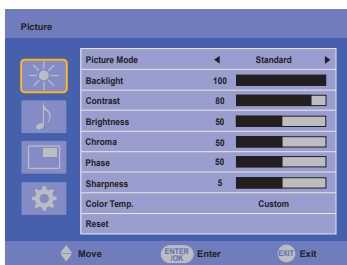 Picture
Picture Mode Standard
Backlight 100
Contrast 80
Brightness 50
Chroma 50
Phase 50
Sharpness 5
Color Temp. Custom
Reset
Move ENTER /OK Enter EXIT Exit